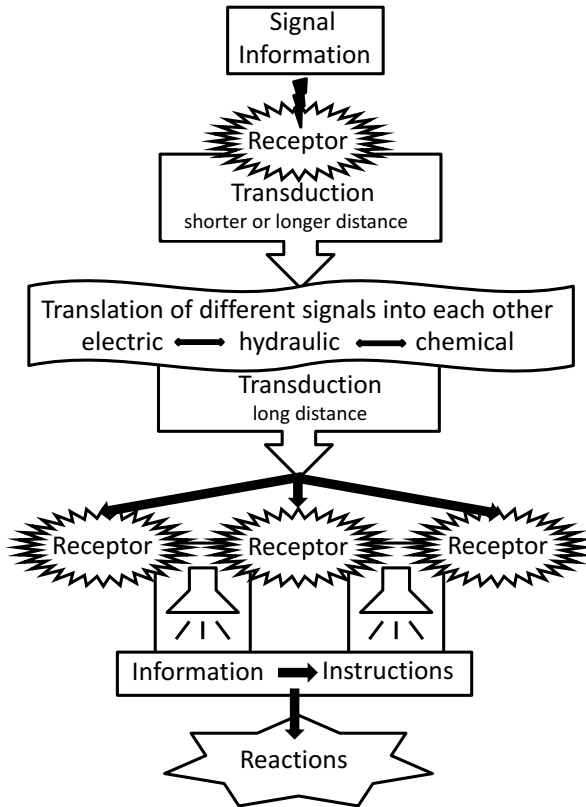 Signal
Information
Receptor
Transduction
shorter or longer distance
Translation of different signals into each other
electric hydraulic chemical
Transduction
long distance
Receptor Receptor Receptor
Information Instructions
Reactions